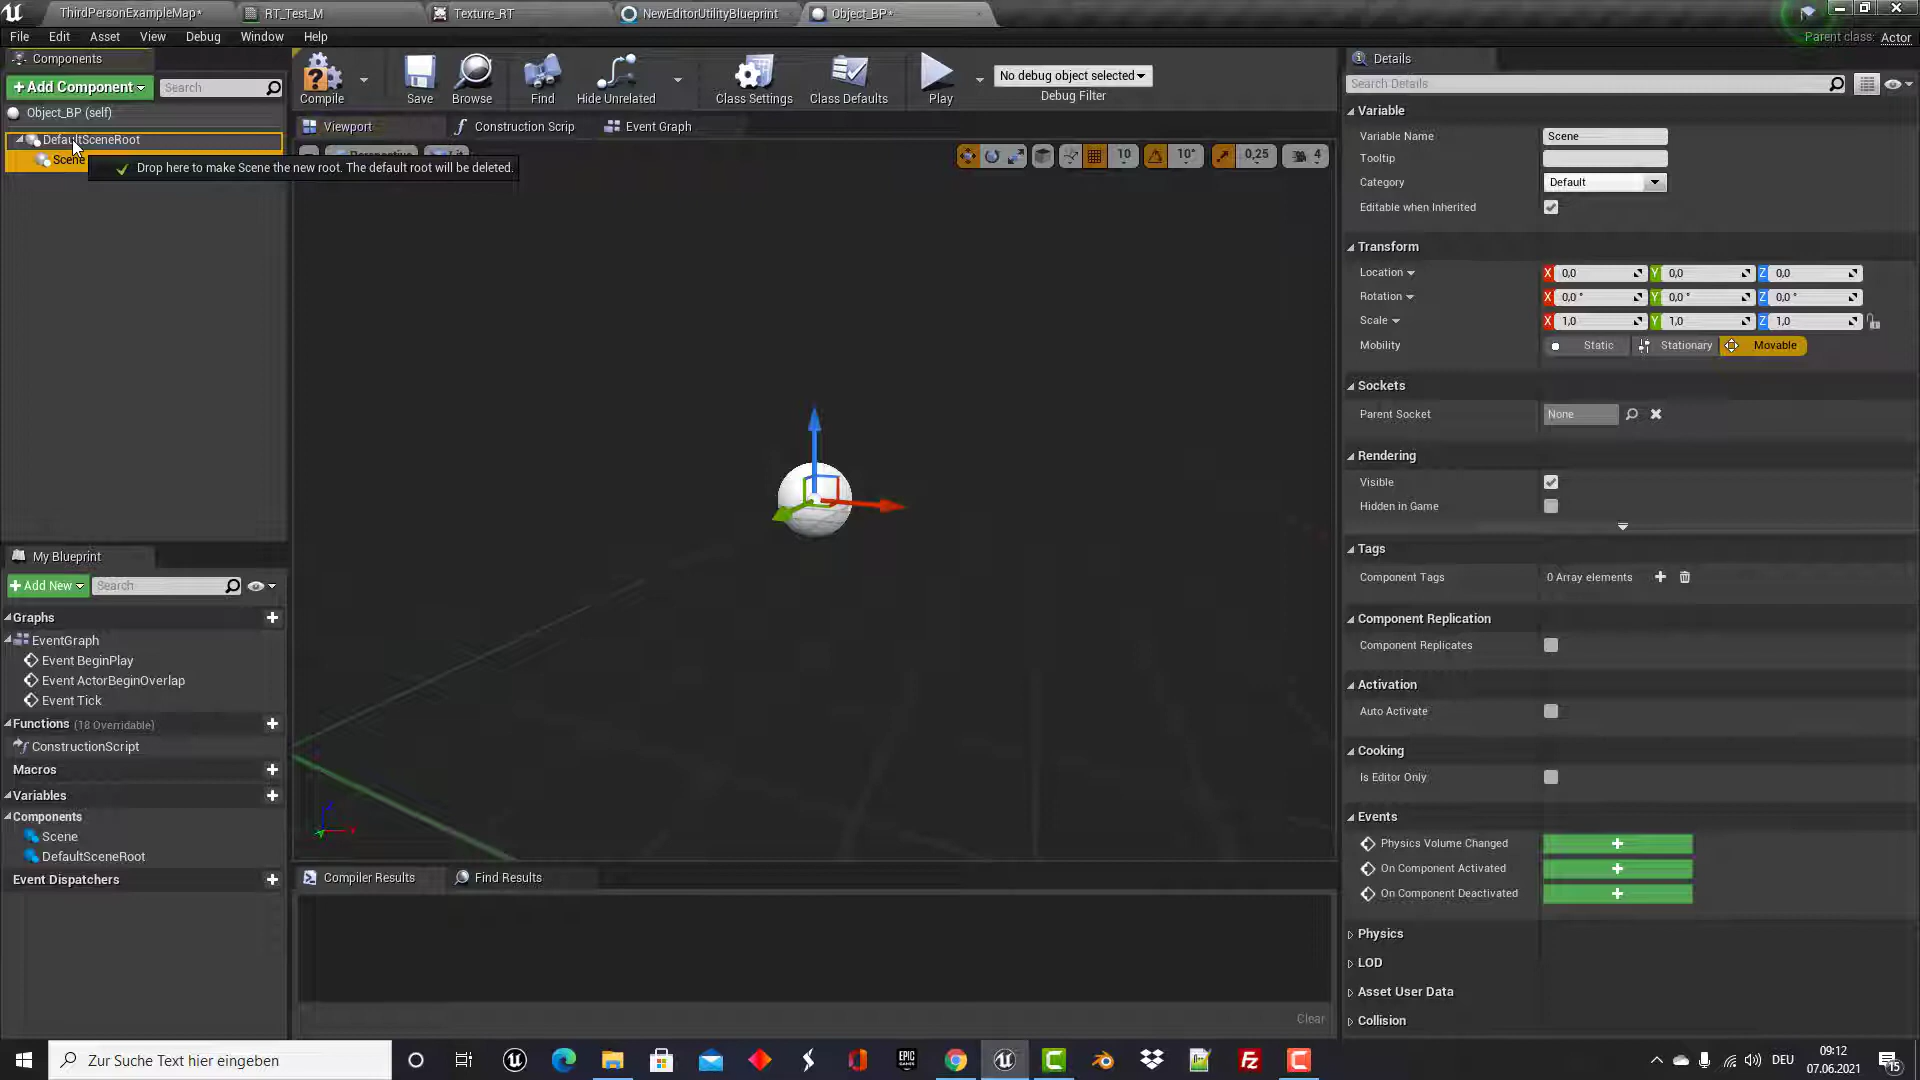 ThirdPersonExampleMap*
RT_Test_M
Texture_RT
NewEditorUtilityBlueprint
Object_BP*
File Edit Asset View Debug Window Help
Parent class: Actor
Components
+Add Component
Search
Object_BP (self)
DefaultSceneRoot
Scene
Drop here to make Scene the new root. The default root will be deleted.
Compile
Save
Browse
Find
Hide Unrelated
Class Settings
Class Defaults
Play
No debug object selected
Debug Filter
Viewport
Construction Scrip
Event Graph
10
10°
0,25
4
My Blueprint
+Add New
Search
Graphs
EventGraph
Event BeginPlay
Event ActorBeginOverlap
Event Tick
Functions (18 Overridable)
ConstructionScript
Macros
Variables
Components
Scene
DefaultSceneRoot
Event Dispatchers
Compiler Results
Find Results
Clear
Details
Search Details
Variable
Variable Name Scene
Tooltip
Category Default
Editable when Inherited
Transform
Location X 0,0 Y 0,0 Z 0,0
Rotation X 0,0 ° Y 0,0 ° Z 0,0 °
Scale X 1,0 Y 1,0 Z 1,0
Mobility Static Stationary Movable
Sockets
Parent Socket None
Rendering
Visible
Hidden in Game
Tags
Component Tags 0 Array elements
Component Replication
Component Replicates
Activation
Auto Activate
Cooking
Is Editor Only
Events
Physics Volume Changed
On Component Activated
On Component Deactivated
Physics
LOD
Asset User Data
Collision
Zur Suche Text hier eingeben
EPIC
DEU
09:12
07.06.2021
15